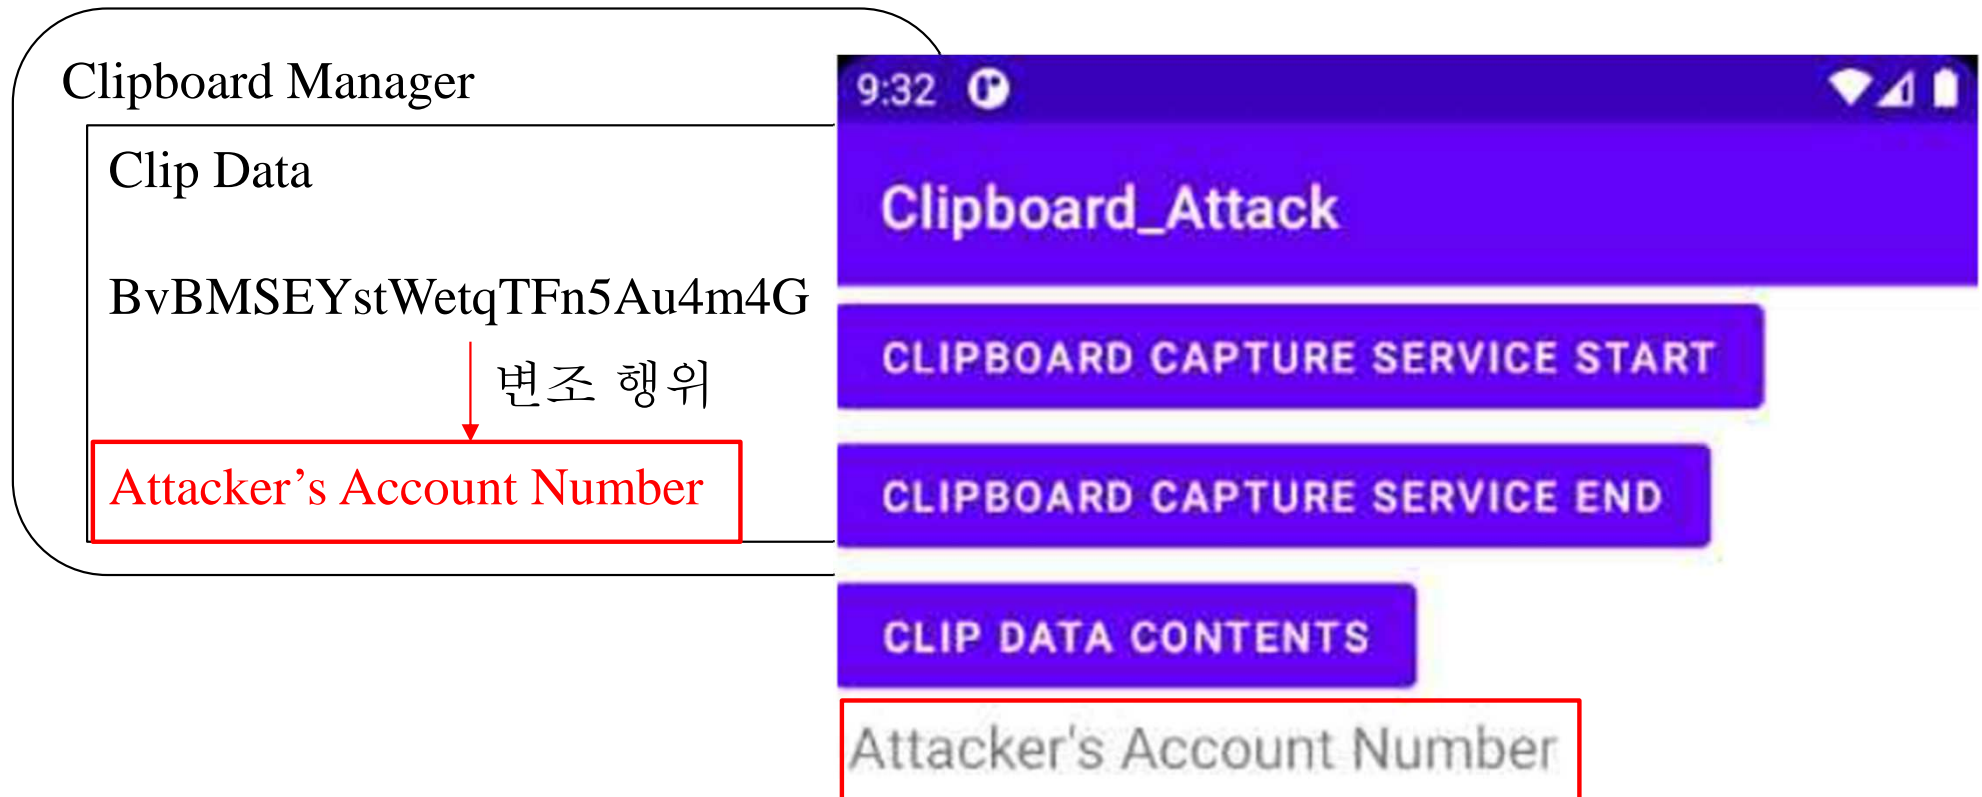 Clipboard Manager
Clip Data
BvBMSEYstWetqTFn5Au4m4G
변조 행위
Attacker’s Account Number
9:32
Clipboard_Attack
CLIPBOARD CAPTURE SERVICE START
CLIPBOARD CAPTURE SERVICE END
CLIP DATA CONTENTS
Attacker's Account Number